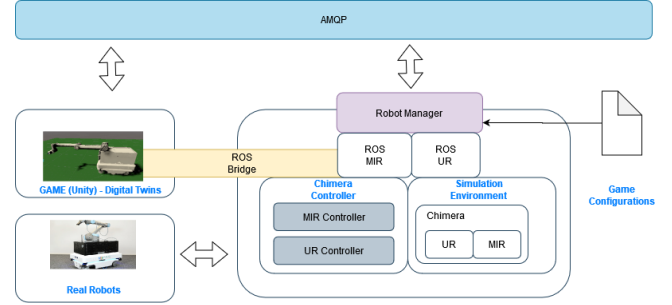 AMQP
Robot Manager
ROS
MIR
ROS
UR
ROS
Bridge
GAME (Unity) - Digital Twins
Chimera
Controller
MIR Controller
UR Controller
Simulation
Environment
Chimera
UR
MIR
Game
Configurations
Real Robots